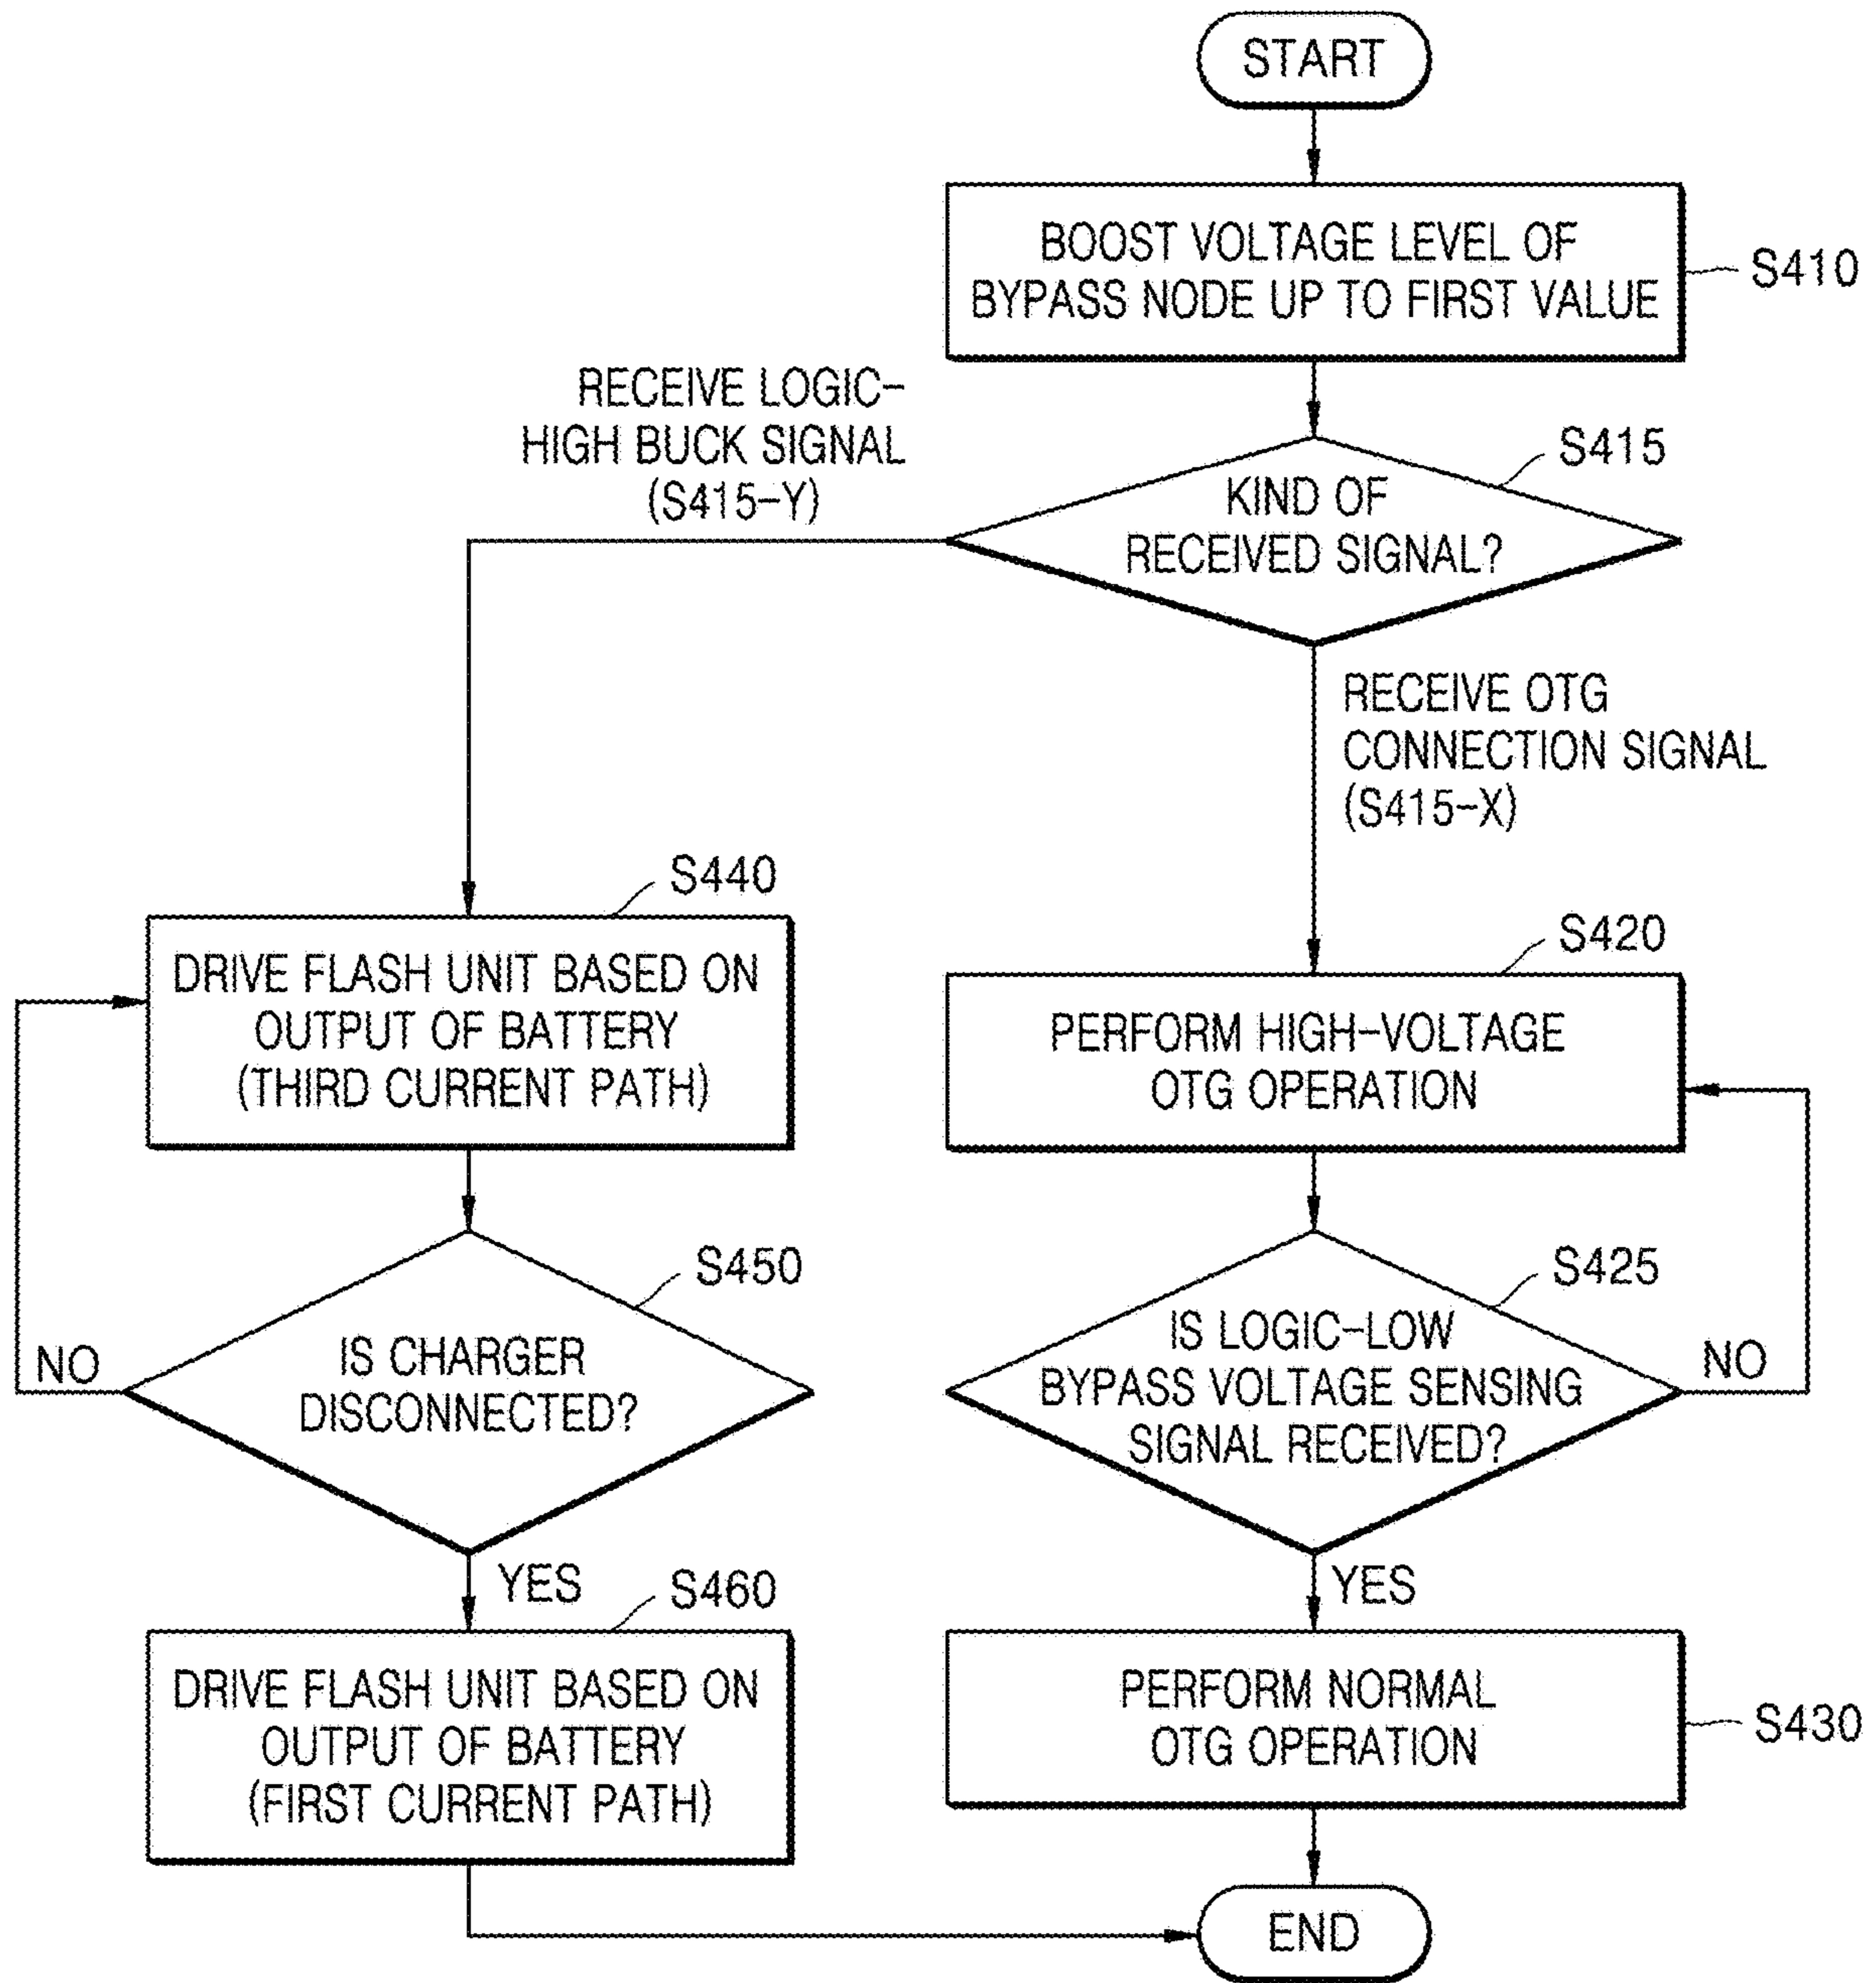 START
BOOST VOLTAGE LEVEL OF
BYPASS NODE UP TO FIRST VALUE
S410
RECEIVE LOGIC-
HIGH BUCK SIGNAL
(S415-Y)
S415
KIND OF
RECEIVED SIGNAL?
RECEIVE OTG
CONNECTION SIGNAL
(S415-X)
S440
DRIVE FLASH UNIT BASED ON
OUTPUT OF BATTERY
(THIRD CURRENT PATH)
S420
PERFORM HIGH-VOLTAGE
OTG OPERATION
S450
IS CHARGER
DISCONNECTED?
NO
S425
IS LOGIC-LOW
BYPASS VOLTAGE SENSING
SIGNAL RECEIVED?
NO
YES
S460
DRIVE FLASH UNIT BASED ON
OUTPUT OF BATTERY
(FIRST CURRENT PATH)
YES
PERFORM NORMAL
OTG OPERATION
S430
END